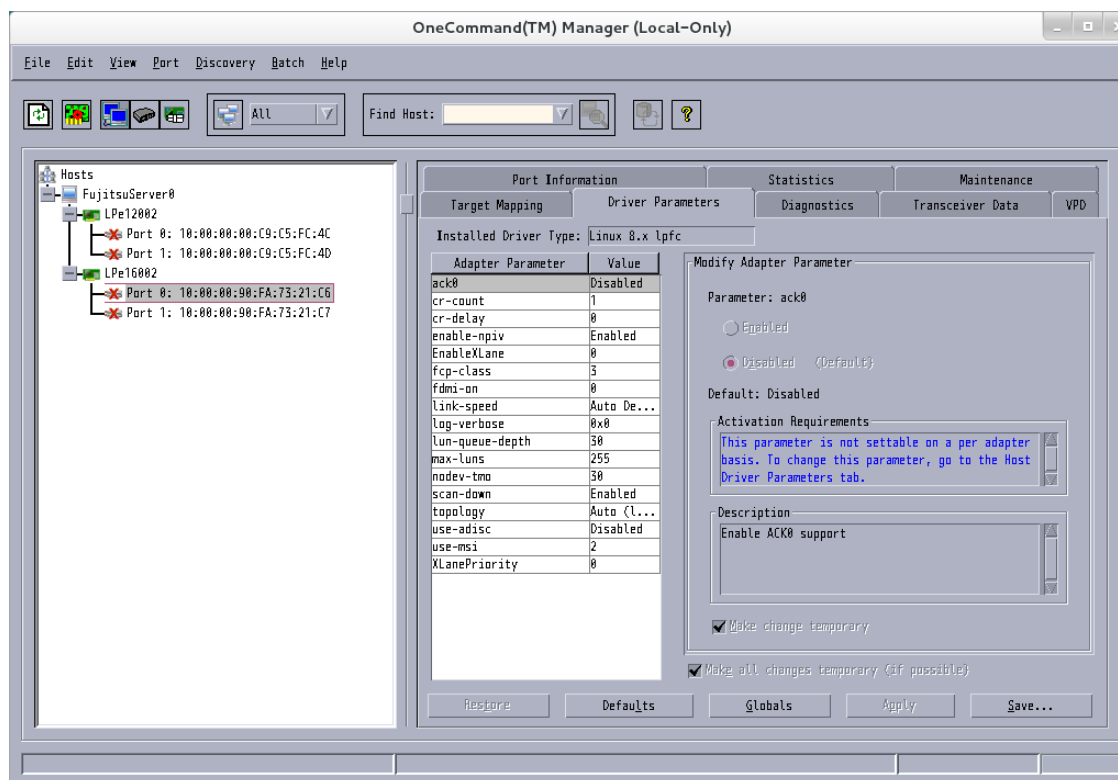 OneCommand(TM) Manager (Local-Only)
File Edit View Port Discovery Batch Help
All
Find Host:
Hosts
FujitsuServer0
LPe12002
Port 0: 10:00:00:00:C9:C5:FC:4C
Port 1: 10:00:00:00:C9:C5:FC:4D
LPe16002
Port 0: 10:00:00:90:FA:73:21:C6
Port 1: 10:00:00:90:FA:73:21:C7
Port Information Statistics Maintenance
Target Mapping Driver Parameters Diagnostics Transceiver Data VPD
Installed Driver Type: Linux 8.x lpfc
Adapter Parameter Value
ack0 Disabled
cr-count 1
cr-delay 0
enable-npiv Enabled
EnableXLane 0
fcp-class 3
fdmi-on 0
link-speed Auto De...
log-verbose 0x0
lun-queue-depth 30
max-luns 255
nodev-tmo 30
scan-down Enabled
topology Auto (l...
use-adisc Disabled
use-msi 2
XLanePriority 0
Modify Adapter Parameter
Parameter: ack0
Enabled
Disabled (Default)
Default: Disabled
Activation Requirements
This parameter is not settable on a per adapter
basis. To change this parameter, go to the Host
Driver Parameters tab.
Description
Enable ACK0 support
Make change temporary
Make all changes temporary (if possible)
Restore Defaults Globals Apply Save...